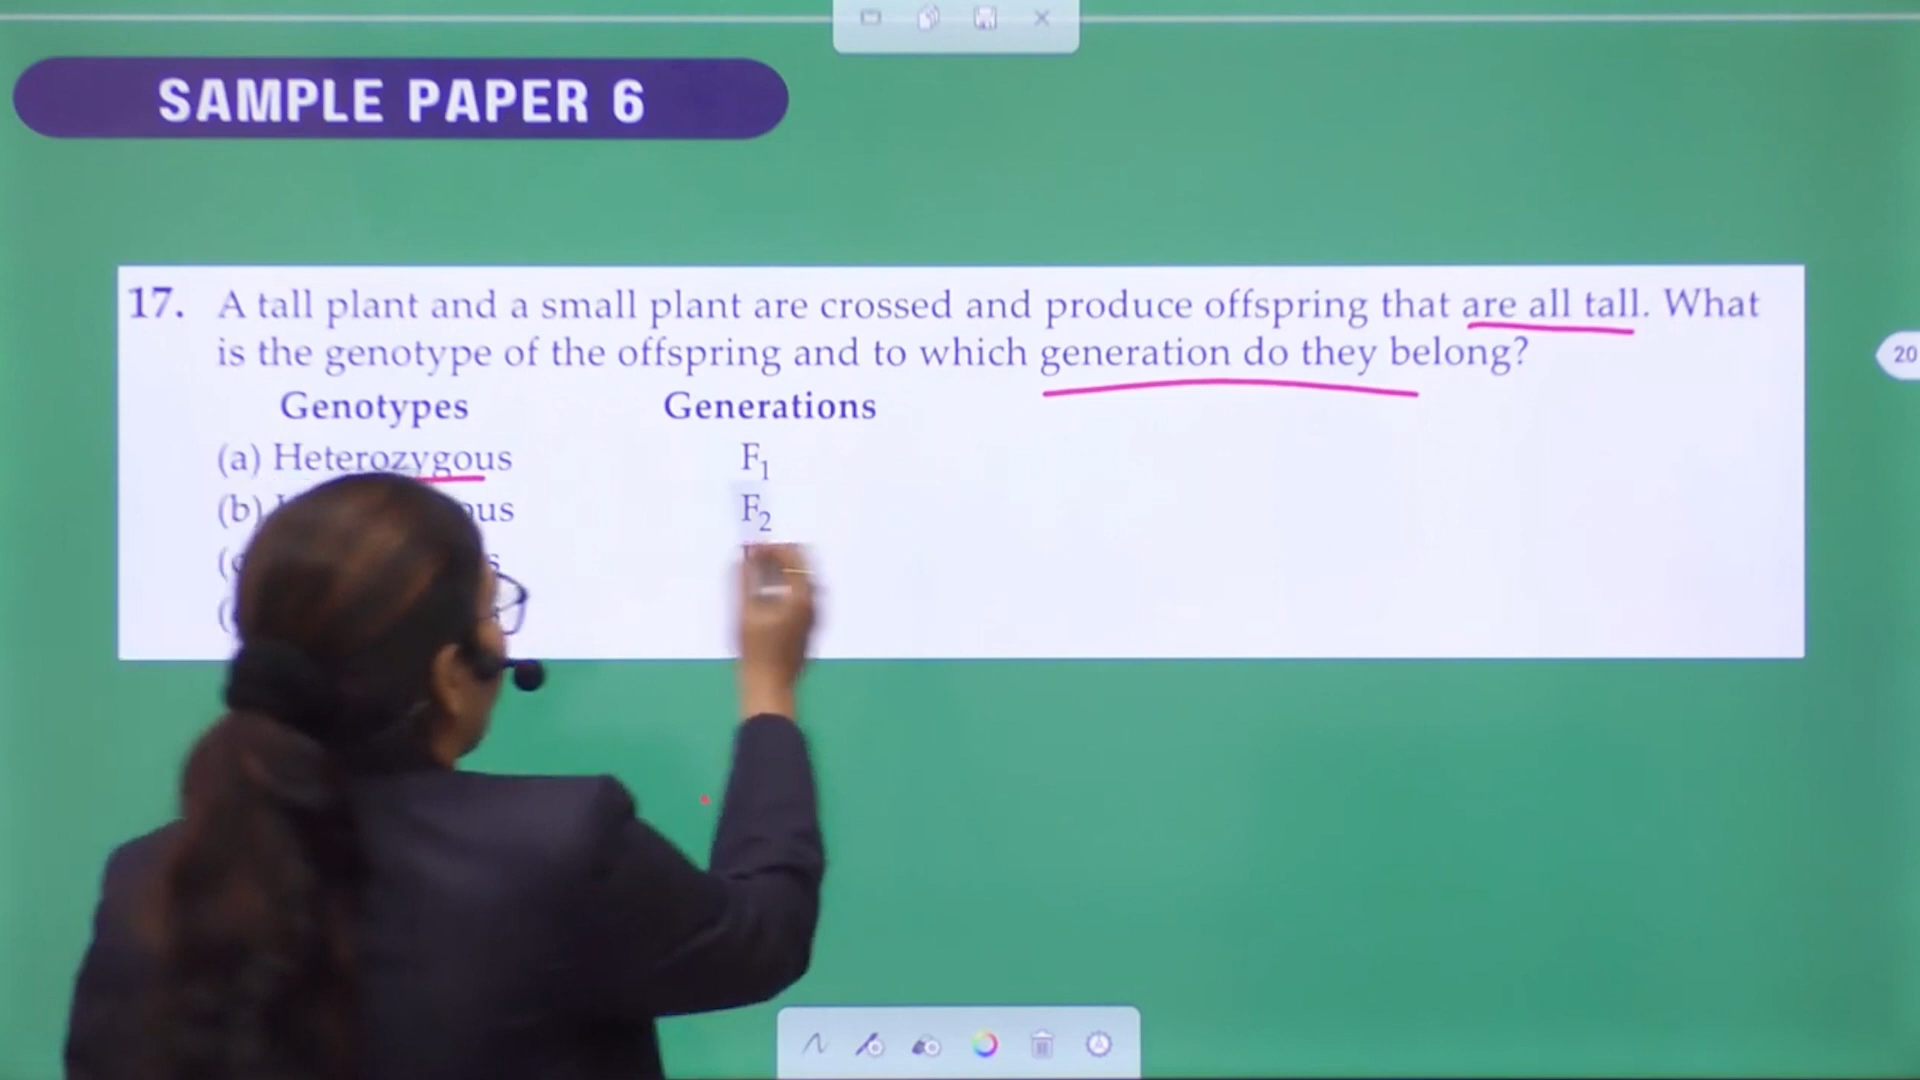 SAMPLE PAPER 6
17. A tall plant and a small plant are crossed and produce offspring that are all tall. What
is the genotype of the offspring and to which generation do they belong?
Genotypes Generations
(a) Heterozygous F₁
(b) F₂
20